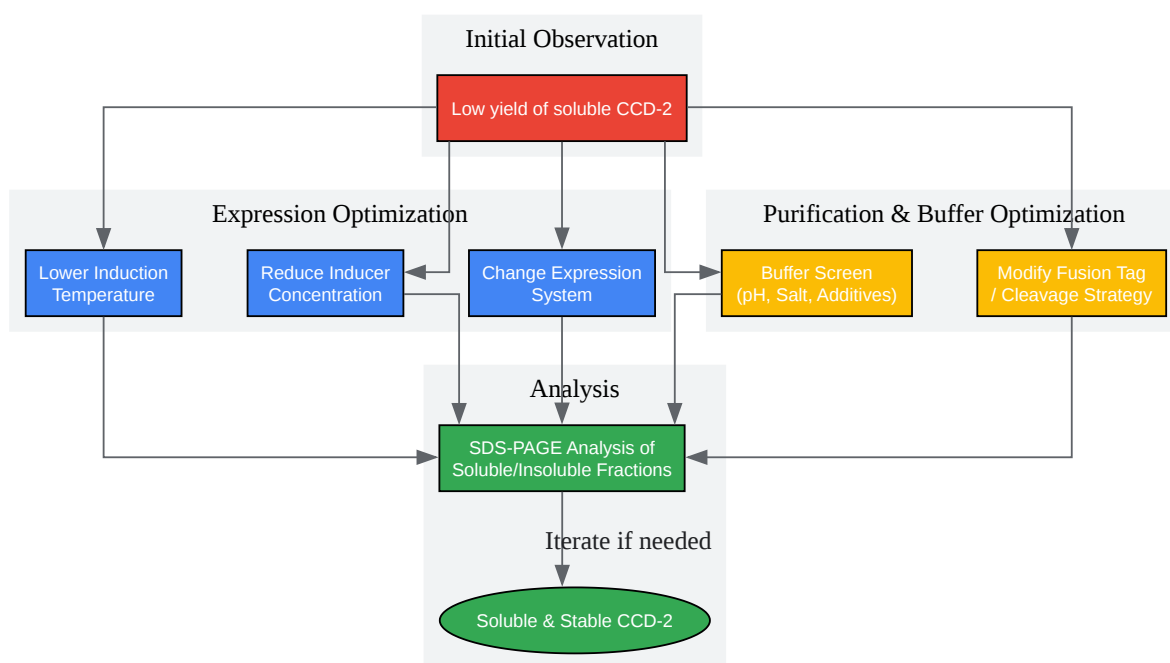 Initial Observation
Low yield of soluble CCD-2
Expression Optimization
Purification & Buffer Optimization
Lower Induction
Temperature
Reduce Inducer
Concentration
Change Expression
System
Buffer Screen
(pH, Salt, Additives)
Modify Fusion Tag
/ Cleavage Strategy
Analysis
SDS-PAGE Analysis of
Soluble/Insoluble Fractions
Iterate if needed
Soluble & Stable CCD-2